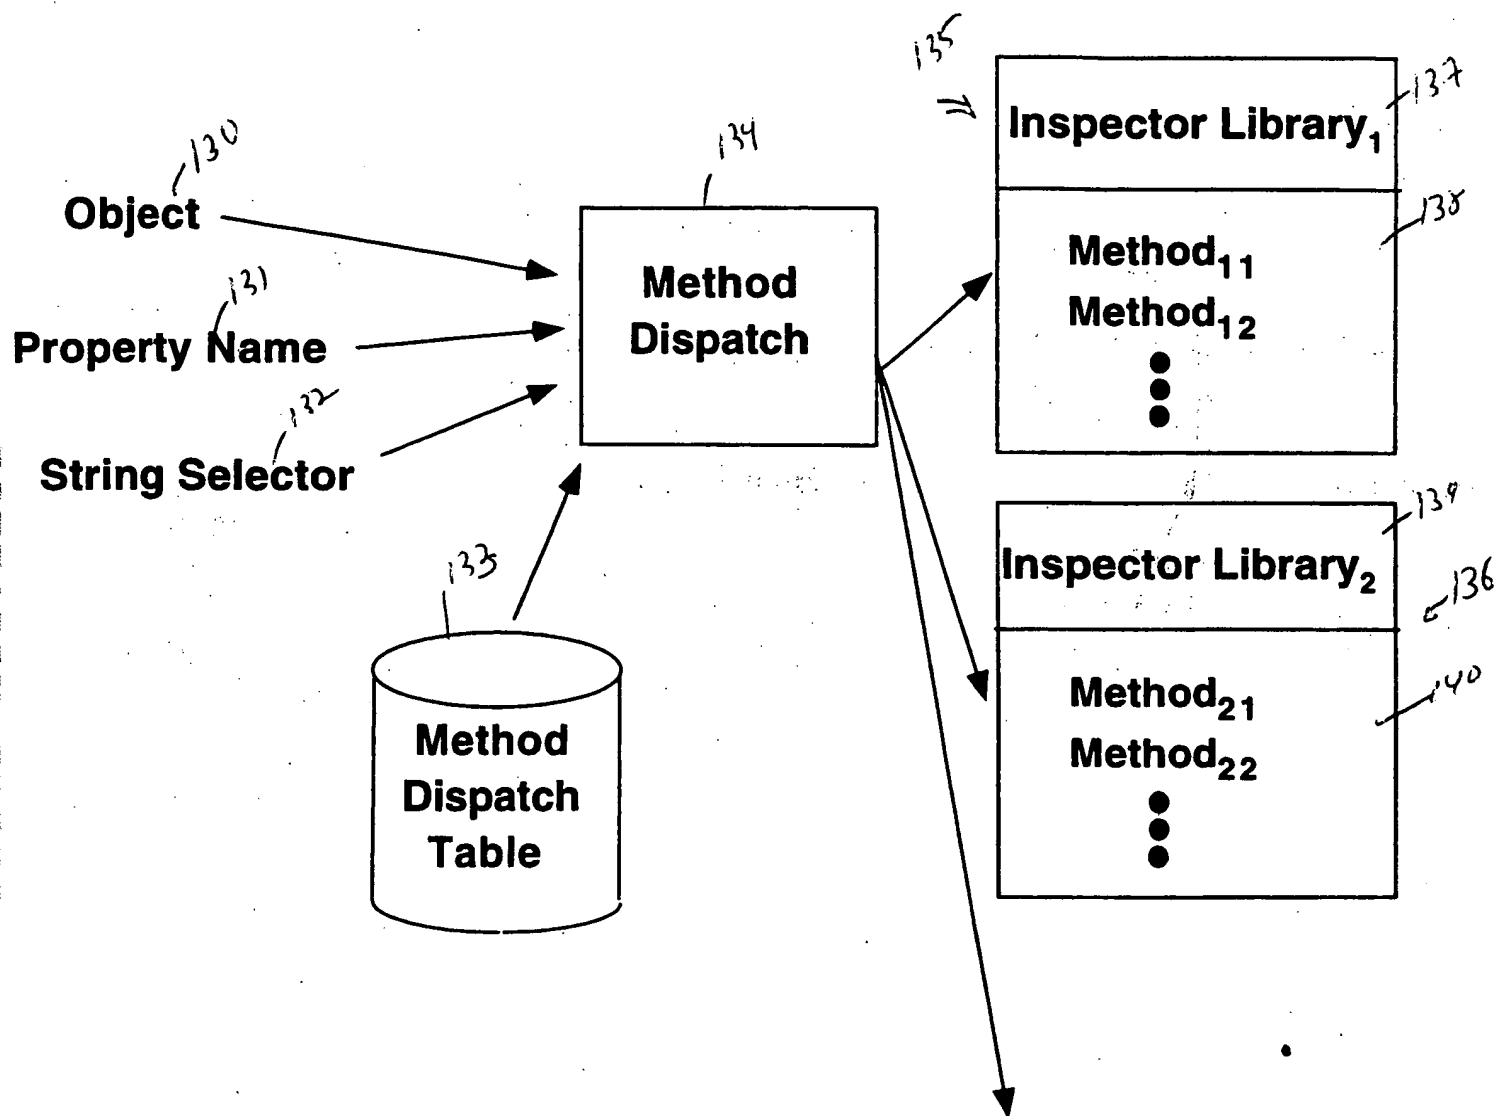 135
137
Inspector Library1
130
134
Object
138
Method11
131
Method
Dispatch
Method12
Property Name
132
String Selector
139
133
Inspector Library2
136
Method
Dispatch
Table
Method21
140
Method22